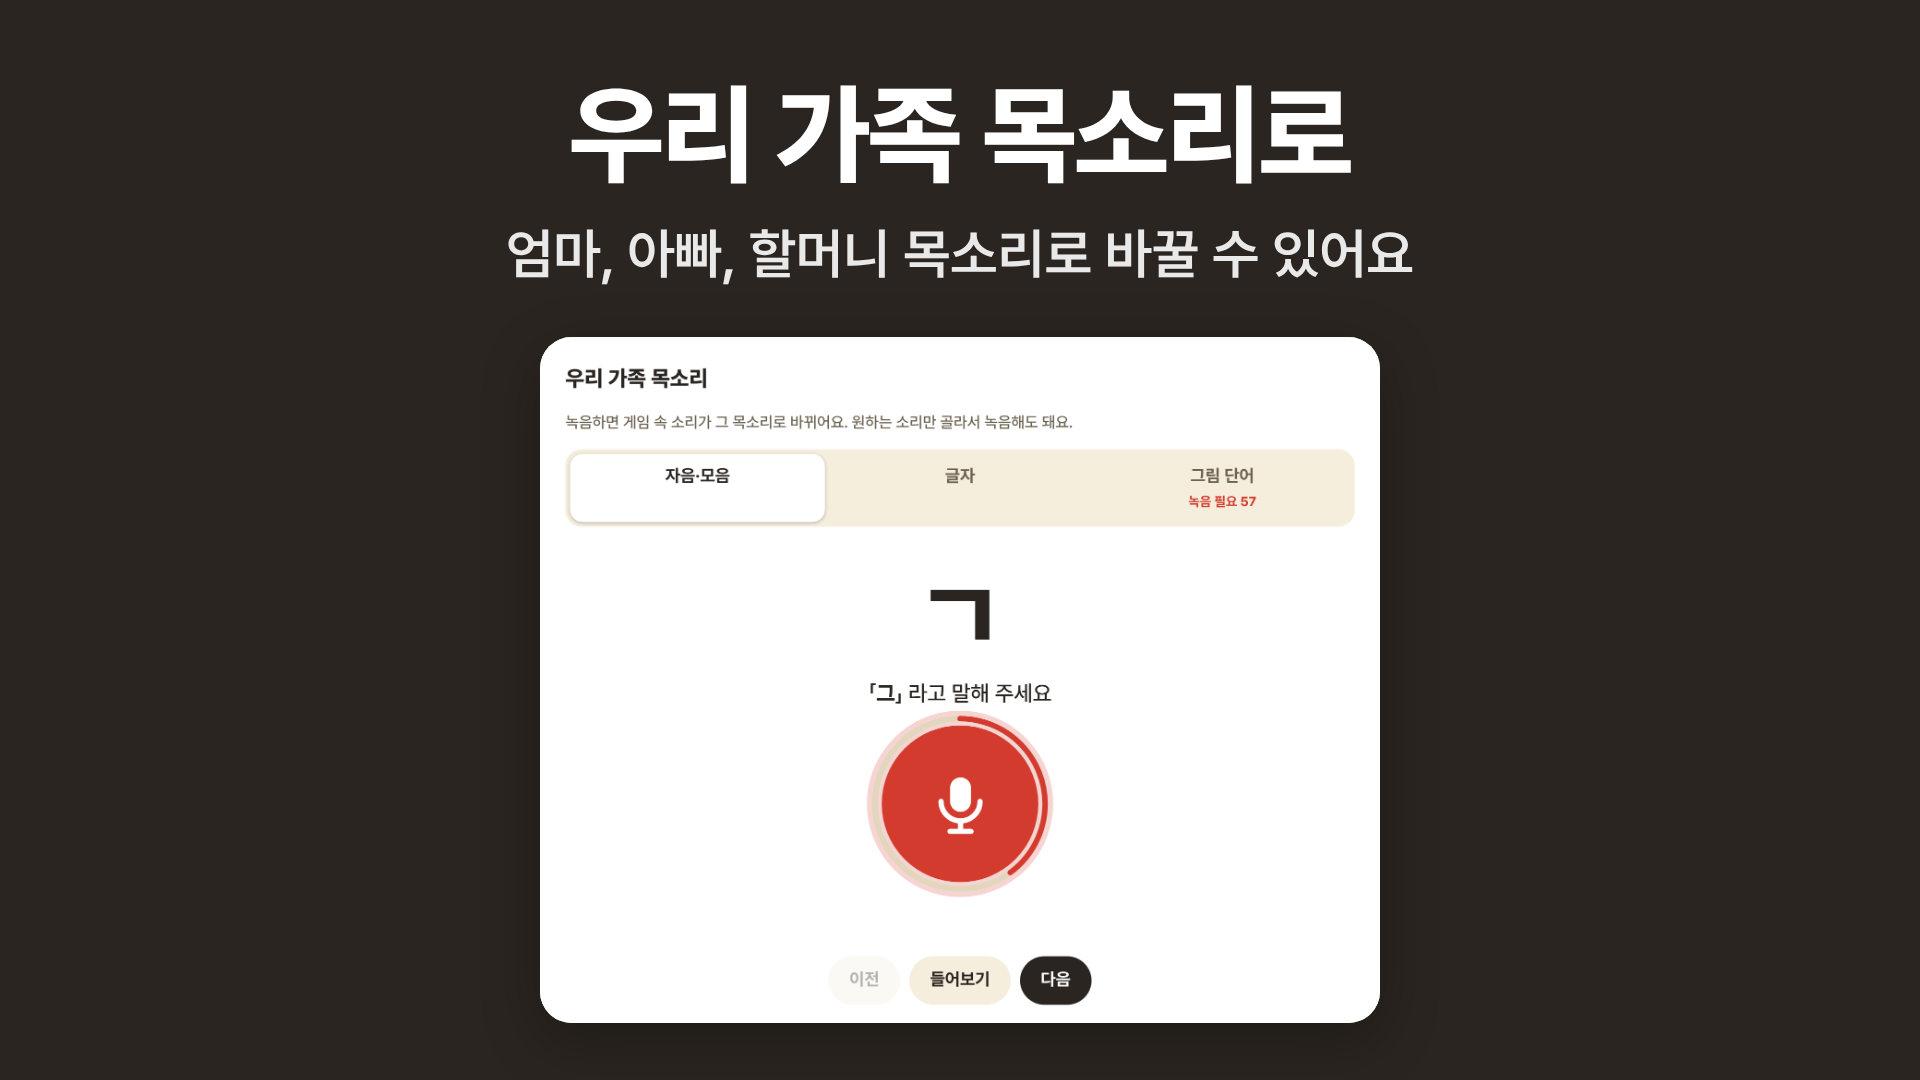 우리 가족 목소리로
엄마, 아빠, 할머니 목소리로 바꿀 수 있어요
우리 가족 목소리
녹음하면 게임 속 소리가 그 목소리로 바뀌어요. 원하는 소리만 골라서 녹음해도 돼요.
자음·모음
글자
그림 단어
녹음 필요 57
ㄱ
「그」 라고 말해 주세요
이전
들어보기
다음